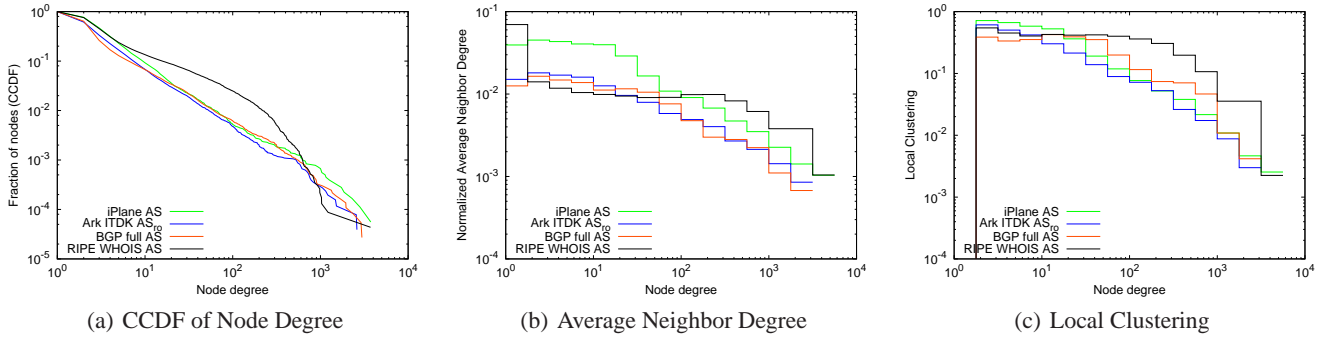 10^0
10^-1
10^-2
10^-3
10^-4
10^-5
10^0 10^1 10^2 10^3 10^4
Fraction of nodes (CCDF)
Node degree
iPlane AS
Ark ITDK AS_ro
BGP full AS
RIPE WHOIS AS
(a) CCDF of Node Degree
10^-1
10^-2
10^-3
10^-4
10^0 10^1 10^2 10^3 10^4
Normalized Average Neighbor Degree
Node degree
iPlane AS
Ark ITDK AS_ro
BGP full AS
RIPE WHOIS AS
(b) Average Neighbor Degree
10^0
10^-1
10^-2
10^-3
10^0 10^1 10^2 10^3 10^4
Local Clustering
Node degree
iPlane AS
Ark ITDK AS_ro
BGP full AS
RIPE WHOIS AS
(c) Local Clustering